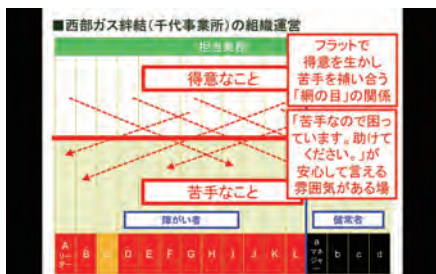 ■西部ガス絆結(千代事業所)の組織運営
担当業務
得意なこと
フラットで
得意を生かし
苦手を補い合う
「網の目」の関係
「苦手なので困っ
ています。助けて
ください。」が
安心して言える
雰囲気がある場
苦手なこと
障がい者
健常者
Aリーダー B C D E F G H I J K L aマネジャー b c d